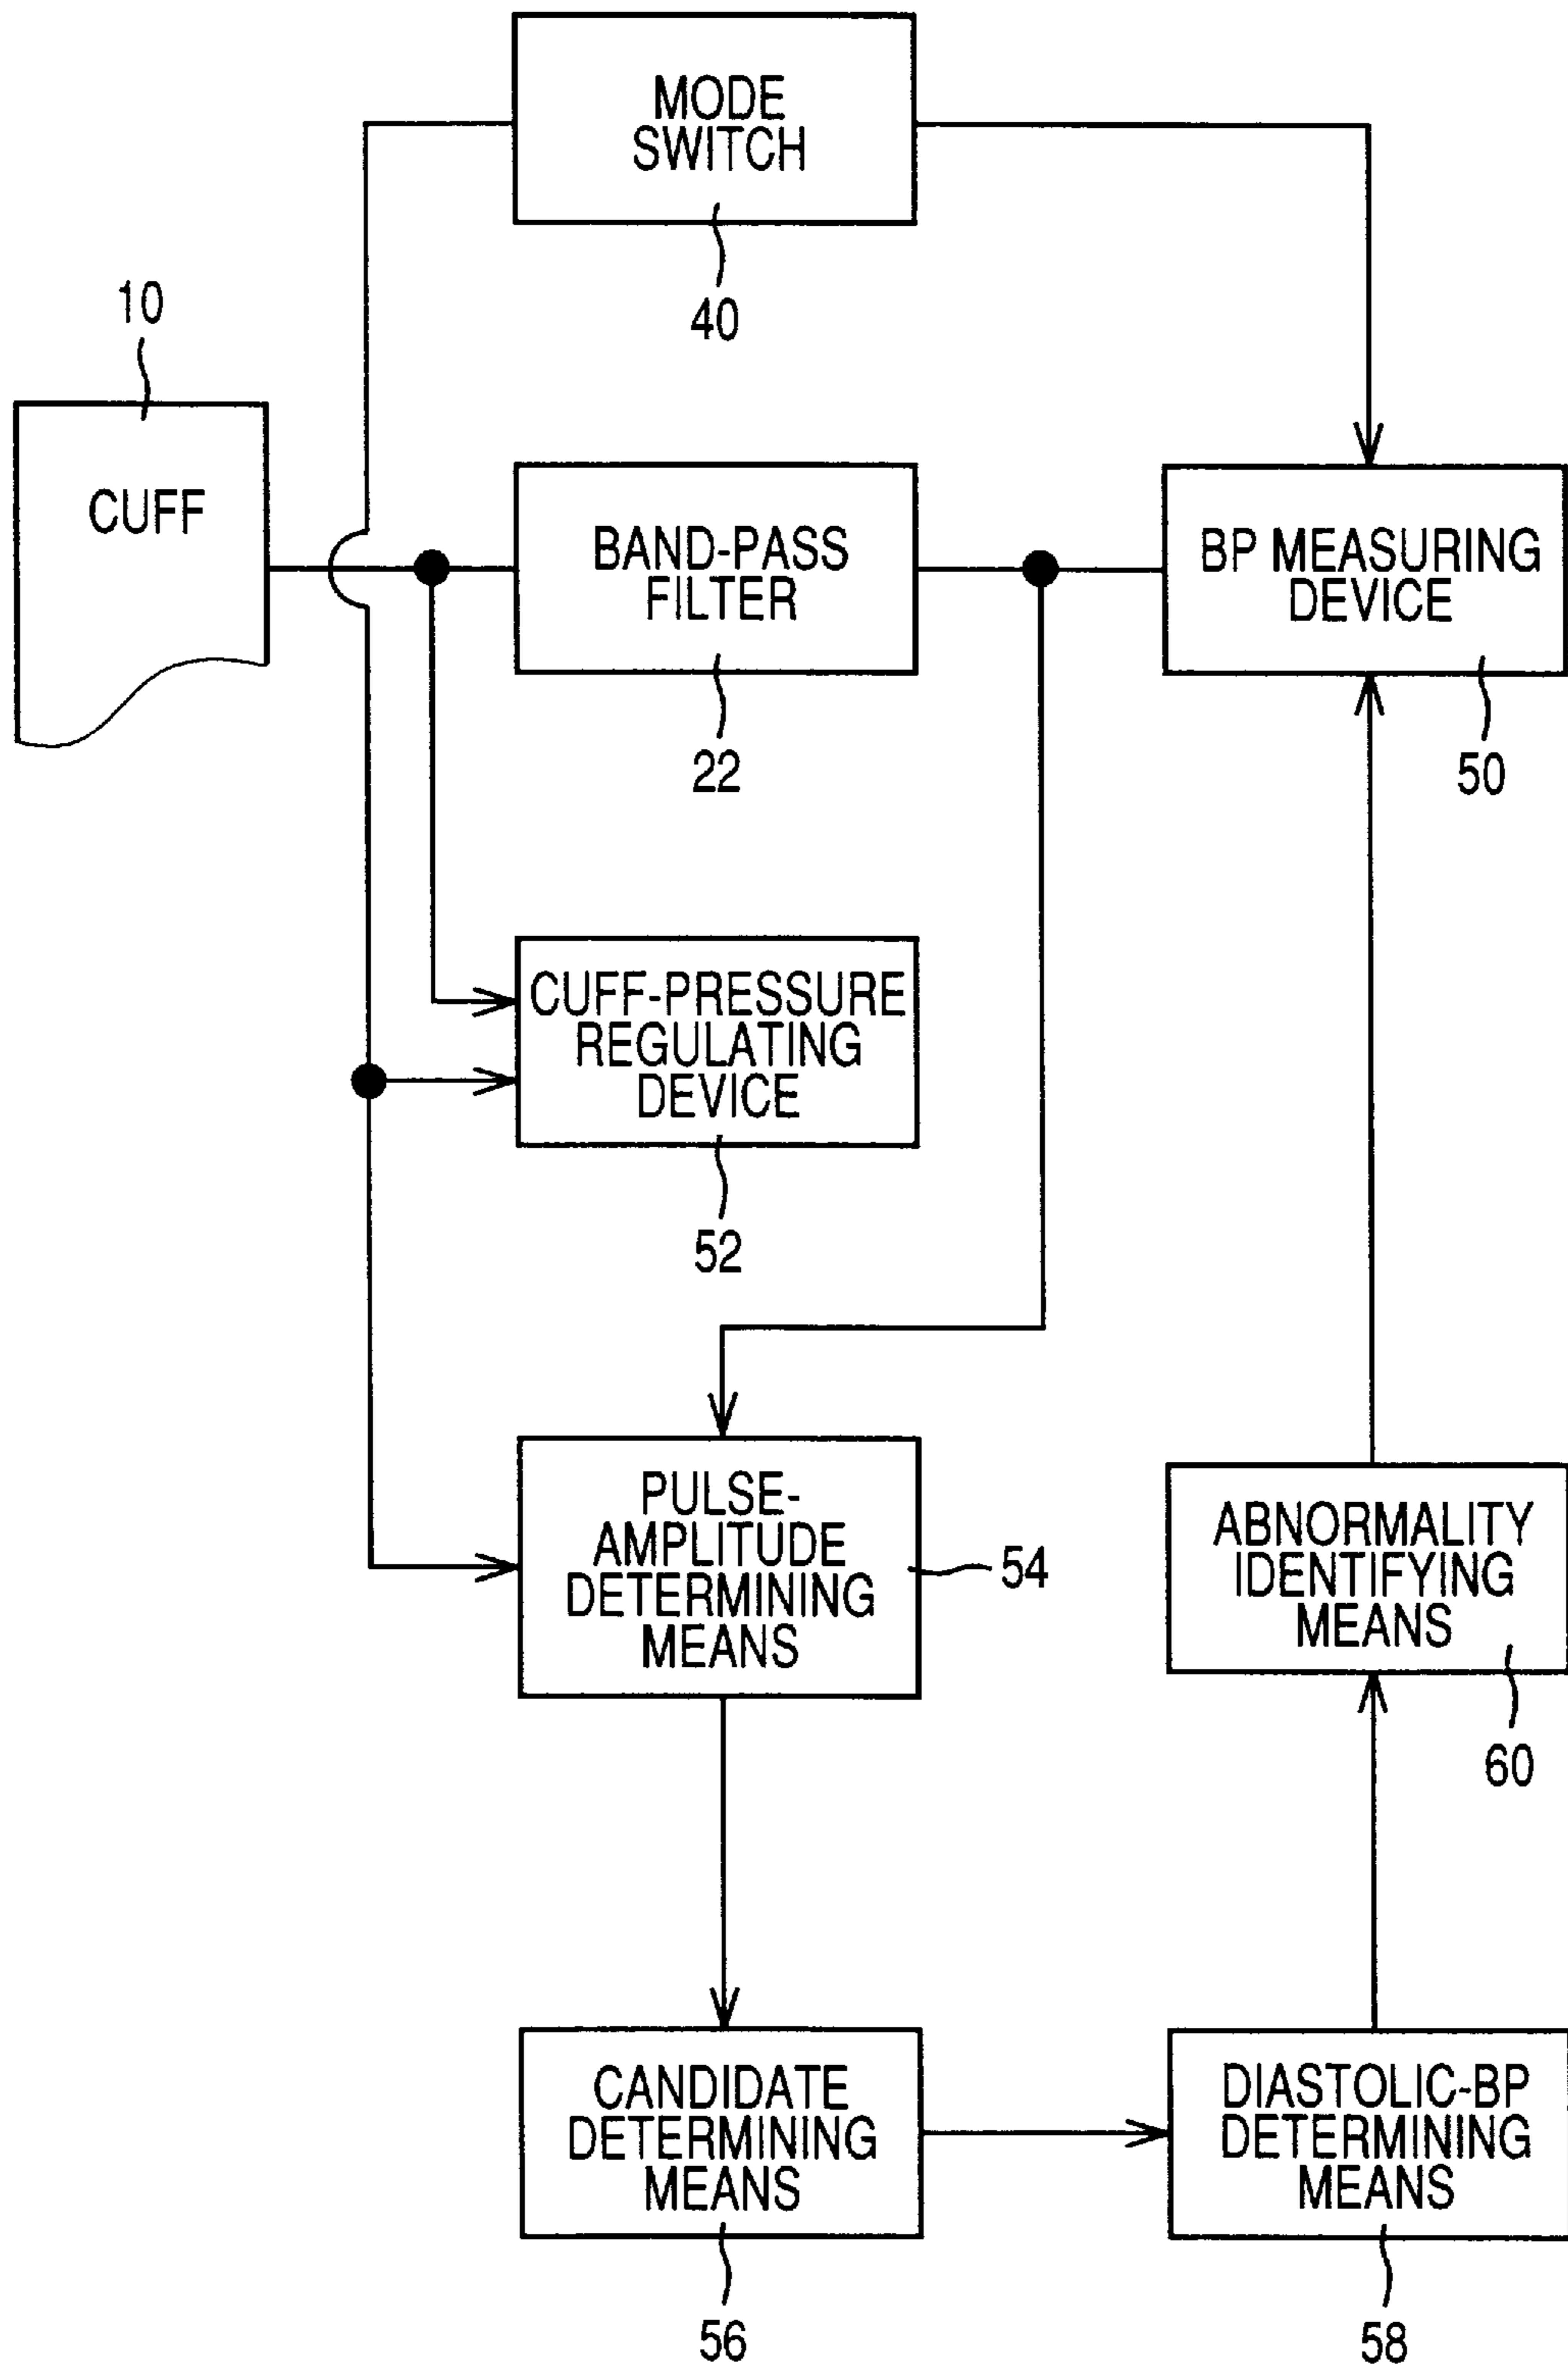 MODE
SWITCH
40
10
CUFF
BAND-PASS
FILTER
22
BP MEASURING
DEVICE
50
CUFF-PRESSURE
REGULATING
DEVICE
52
PULSE-
AMPLITUDE
DETERMINING
MEANS
54
ABNORMALITY
IDENTIFYING
MEANS
60
CANDIDATE
DETERMINING
MEANS
56
DIASTOLIC-BP
DETERMINING
MEANS
58